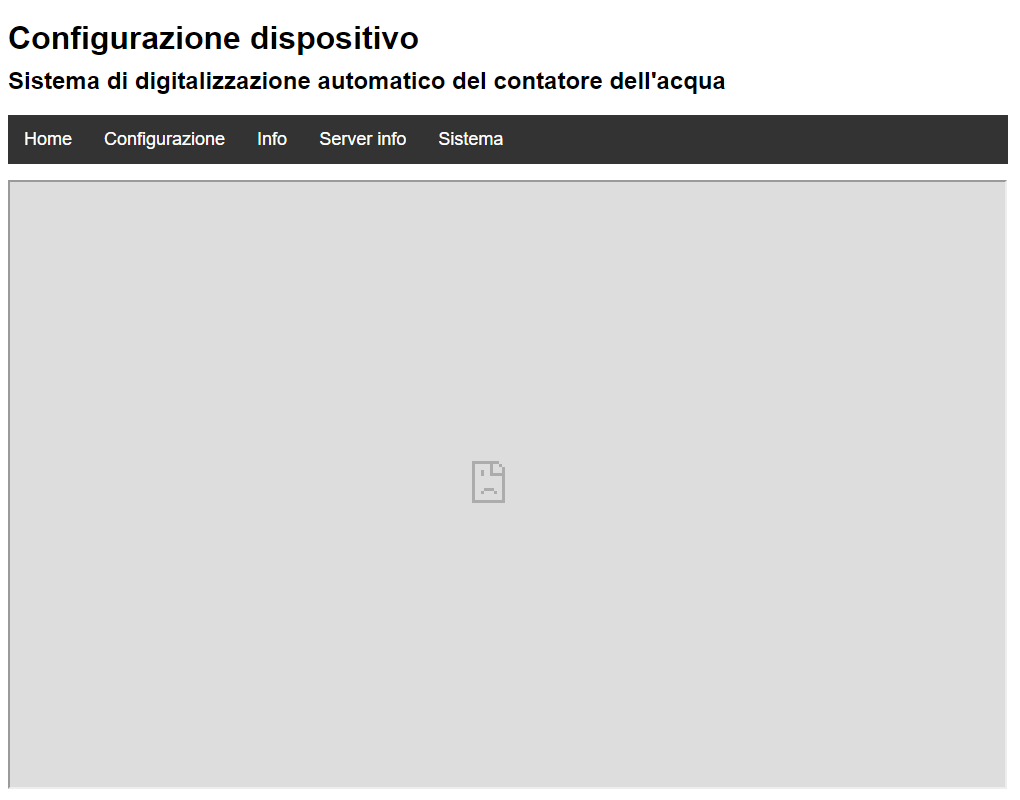 Configurazione dispositivo
Sistema di digitalizzazione automatico del contatore dell'acqua
Home Configurazione Info Server info Sistema